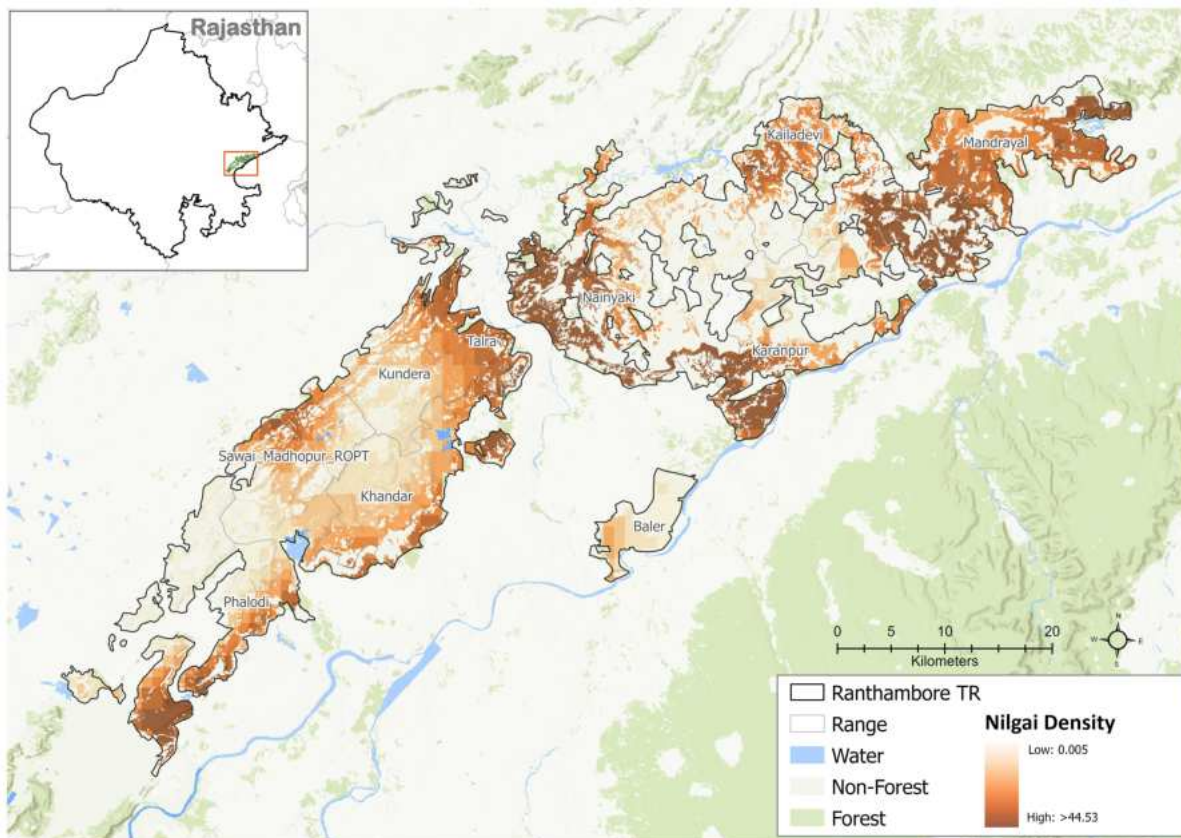 Rajasthan
Kailadevi
Mandrayal
Nainyaki
Karanpur
Taira
Kundera
Sawai_Madhopur_ROPT
Khandar
Baler
Phalodi
N
W E
S
0 5 10 20
Kilometers
Ranthambore TR
Range
Water
Non-Forest
Forest
Nilgai Density
Low: 0.005
High: >44.53